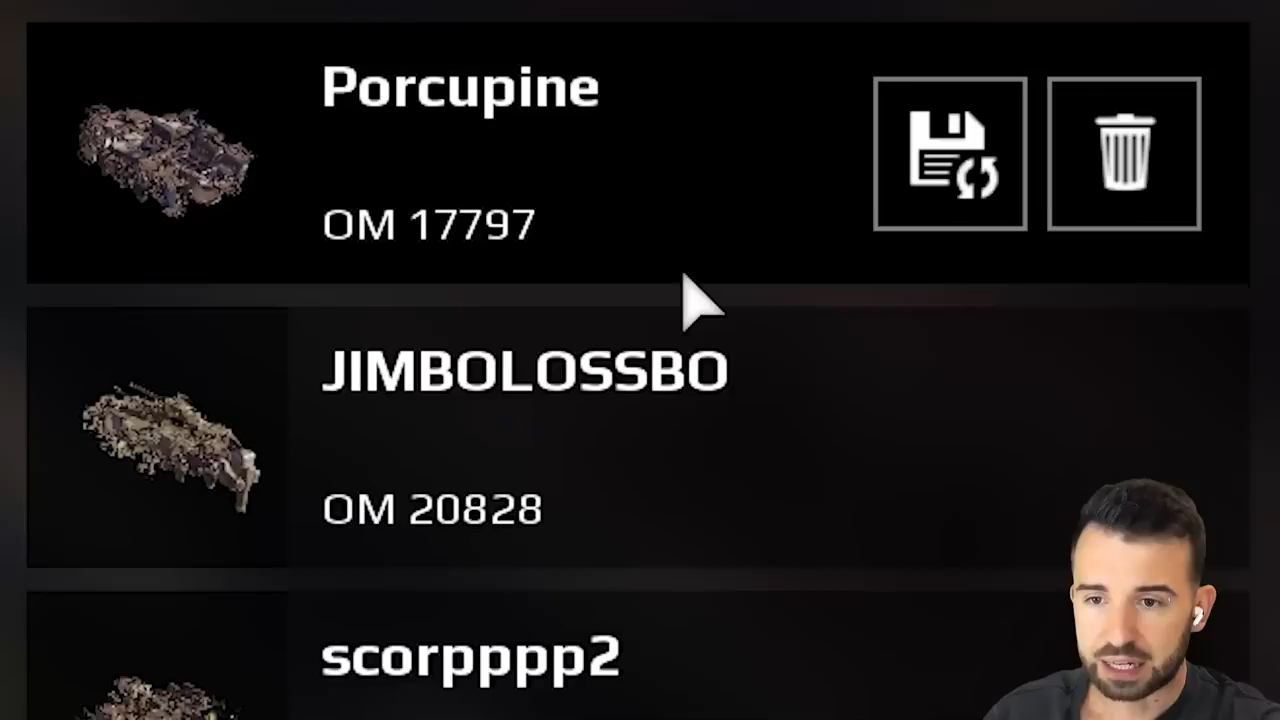 Porcupine
OM 17797
JIMBOLOSSBO
OM 20828
scorpppp2